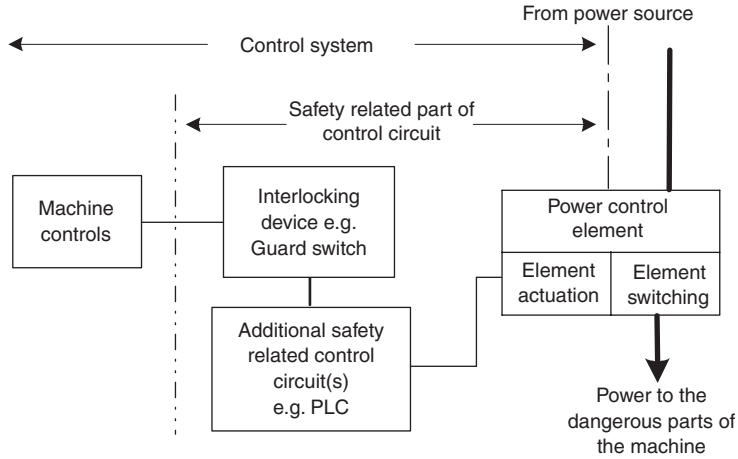 From power source
Control system
Safety related part of
control circuit
Machine
controls
Interlocking
device e.g.
Guard switch
Power control
element
Element
actuation
Element
switching
Additional safety
related control
circuit(s)
e.g. PLC
Power to the
dangerous parts of
the machine